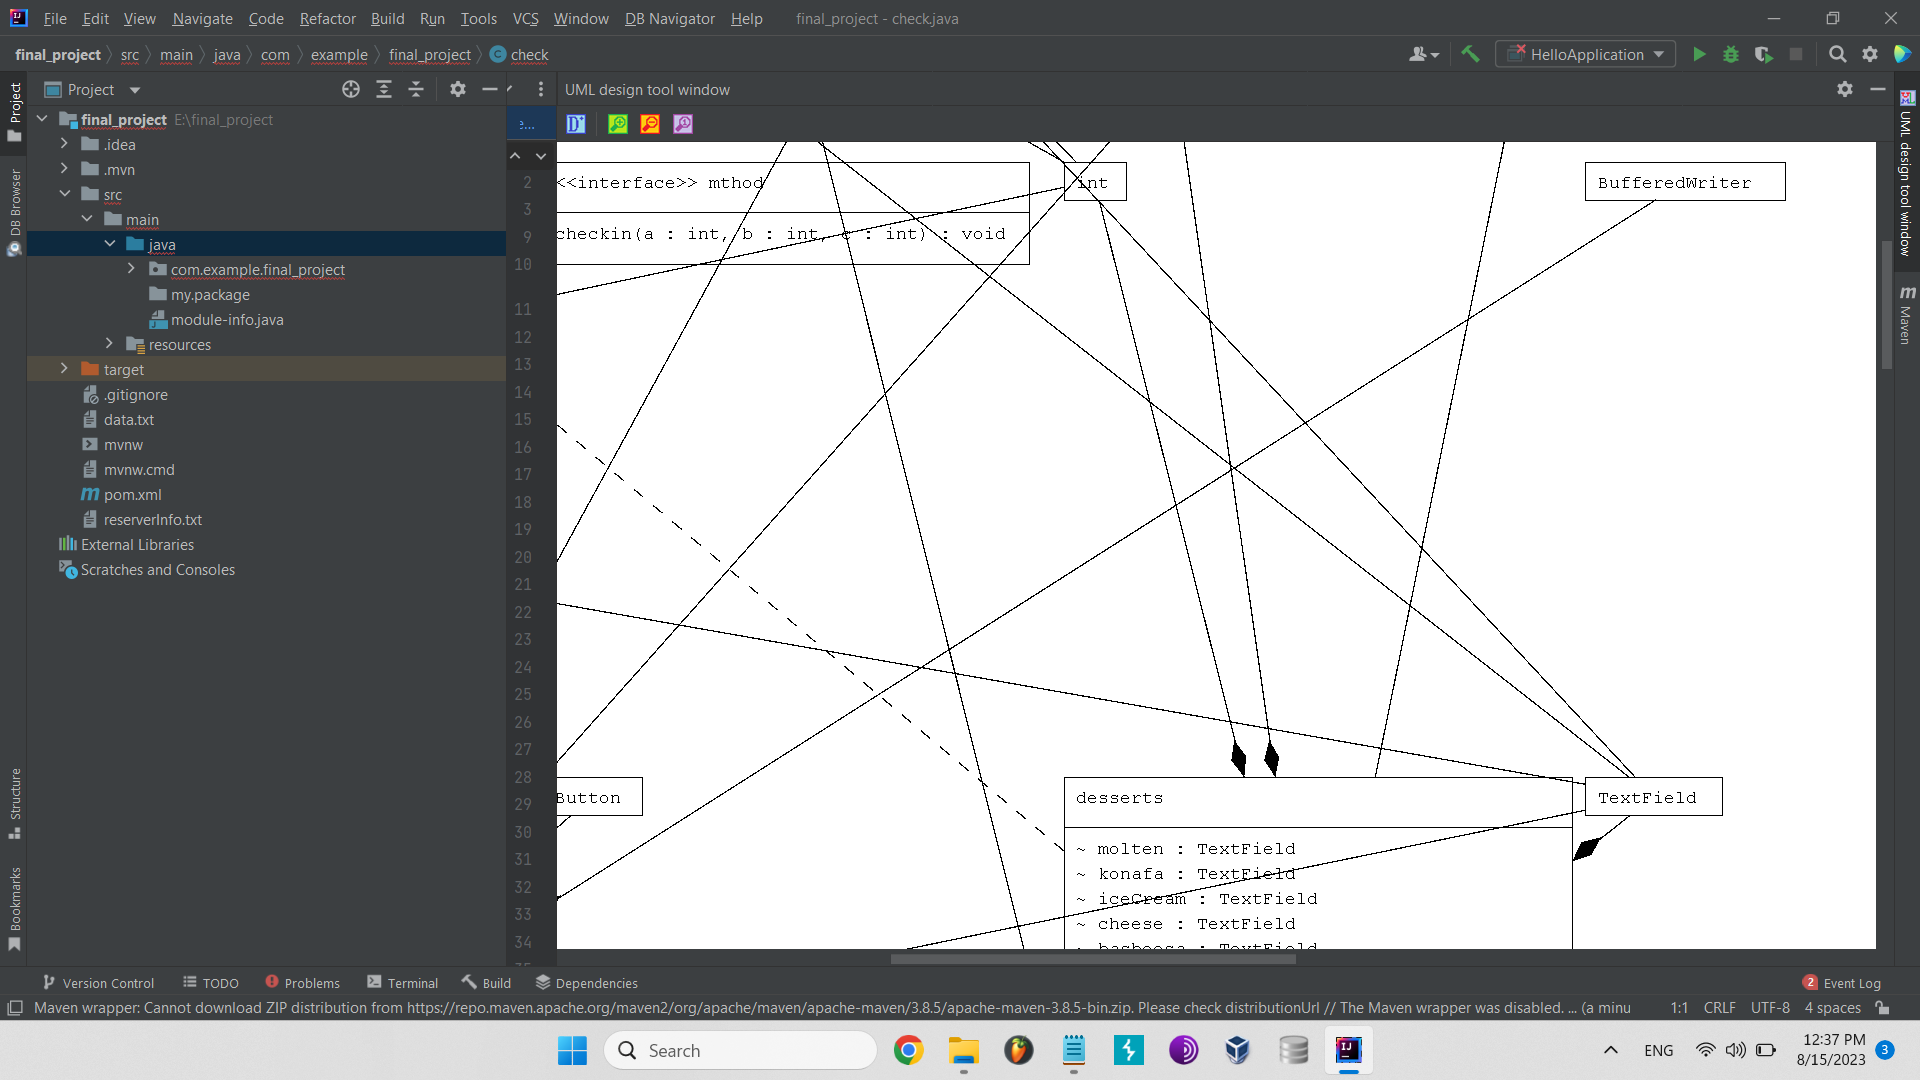 File Edit View Navigate Code Refactor Build Run Tools VCS Window DB Navigator Help final_project - check.java
final_project src main java com example final_project check HelloApplication
Project
UML design tool window
final_project E:\final_project
.idea
.mvn
src
main
java
com.example.final_project
my.package
module-info.java
resources
target
.gitignore
data.txt
mvnw
mvnw.cmd
pom.xml
reserverInfo.txt
External Libraries
Scratches and Consoles
Project
DB Browser
Structure
Bookmarks
e...
2
3
9
10
11
12
13
14
15
16
17
18
19
20
21
22
23
24
25
26
27
28
29
30
31
32
33
34
<<interface>> mthod
checkin(a : int, b : int, c : int) : void
int
BufferedWriter
Button
desserts
~ molten : TextField
~ konafa : TextField
~ iceCream : TextField
~ cheese : TextField
~ basboosa : TextField
TextField
UML design tool window
Maven
Version Control TODO Problems Terminal Build Dependencies 2 Event Log
Maven wrapper: Cannot download ZIP distribution from https://repo.maven.apache.org/maven2/org/apache/maven/apache-maven/3.8.5/apache-maven-3.8.5-bin.zip. Please check distributionUrl // The Maven wrapper was disabled. ... (a minu 1:1 CRLF UTF-8 4 spaces
Search
ENG
12:37 PM
8/15/2023
3